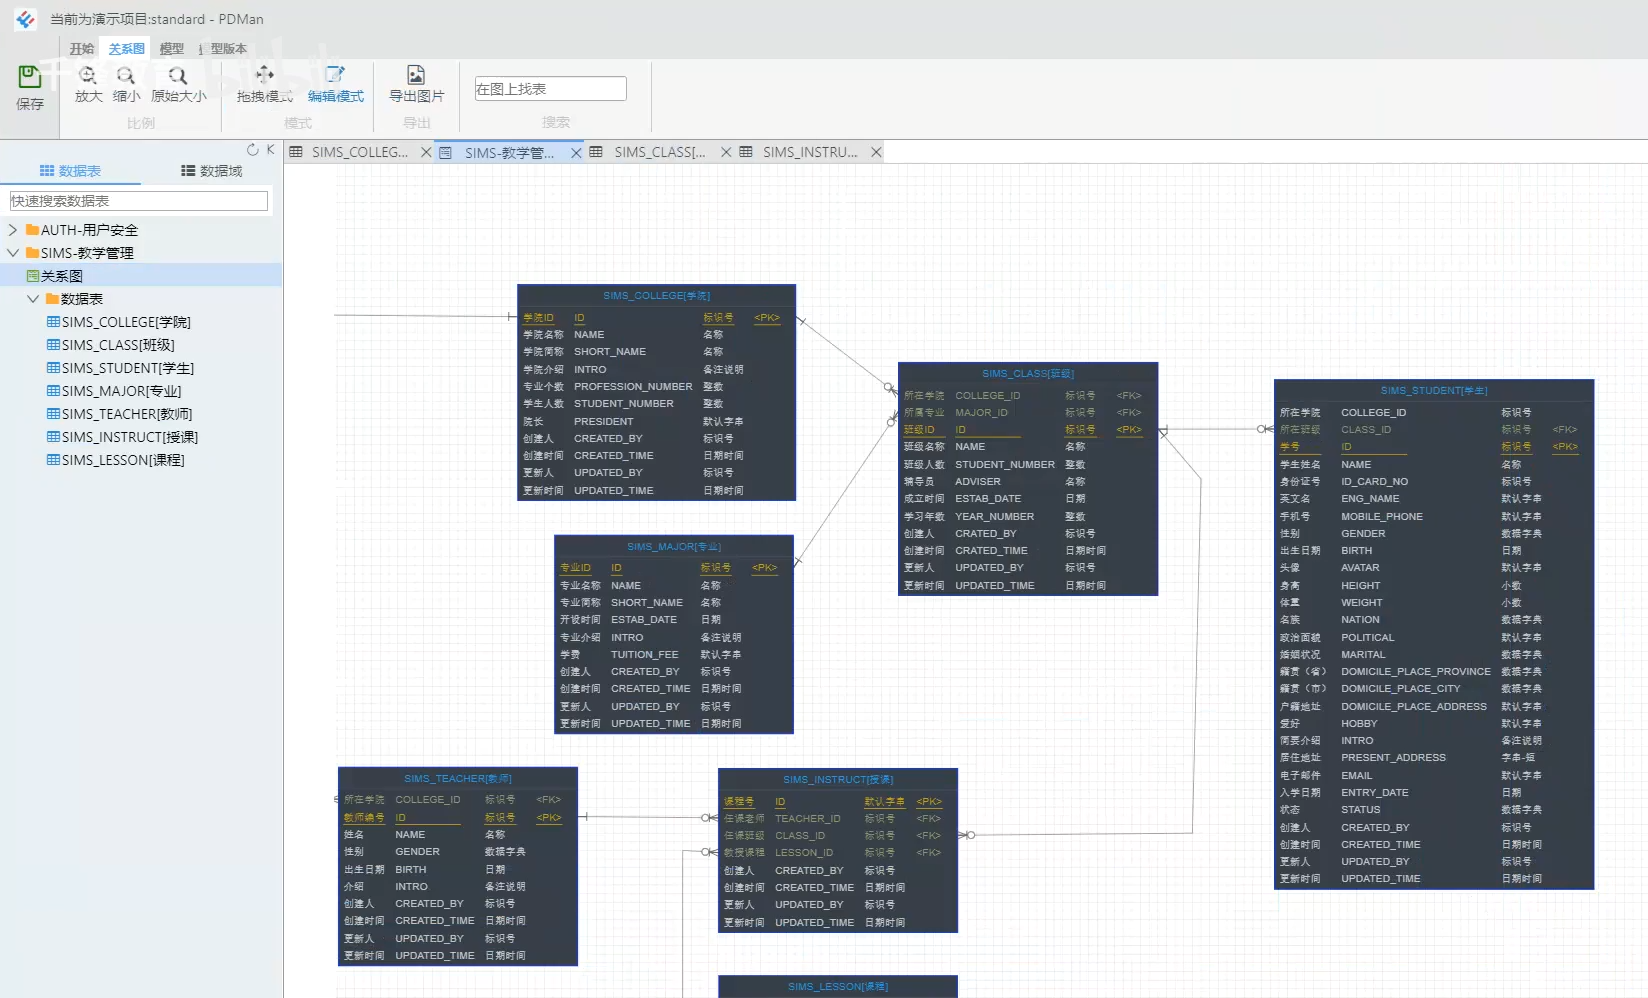 当前为演示项目:standard - PDMan
开始 关系图 模型 模型版本
保存
放大 缩小 原始大小
比例
拖拽模式 编辑模式
模式
导出图片
导出
在图上找表
搜索
SIMS_COLLEG... SIMS-教学管... SIMS_CLASS[... SIMS_INSTRU...
数据表 数据域
快速搜索数据表
AUTH-用户安全
SIMS-教学管理
关系图
数据表
SIMS_COLLEGE[学院]
SIMS_CLASS[班级]
SIMS_STUDENT[学生]
SIMS_MAJOR[专业]
SIMS_TEACHER[教师]
SIMS_INSTRUCT[授课]
SIMS_LESSON[课程]
SIMS_COLLEGE[学院]
学院ID ID 标识号 <PK>
学院名称 NAME 名称
学院简称 SHORT_NAME 名称
学院介绍 INTRO 备注说明
专业个数 PROFESSION_NUMBER 整数
学生人数 STUDENT_NUMBER 整数
院长 PRESIDENT 默认字串
创建人 CREATED_BY 标识号
创建时间 CREATED_TIME 日期时间
更新人 UPDATED_BY 标识号
更新时间 UPDATED_TIME 日期时间
SIMS_CLASS[班级]
所在学院 COLLEGE_ID 标识号 <FK>
所属专业 MAJOR_ID 标识号 <FK>
班级ID ID 标识号 <PK>
班级名称 NAME 名称
班级人数 STUDENT_NUMBER 整数
辅导员 ADVISER 名称
成立时间 ESTAB_DATE 日期
学习年数 YEAR_NUMBER 整数
创建人 CRATED_BY 标识号
创建时间 CRATED_TIME 日期时间
更新人 UPDATED_BY 标识号
更新时间 UPDATED_TIME 日期时间
SIMS_STUDENT[学生]
所在学院 COLLEGE_ID 标识号
所在班级 CLASS_ID 标识号 <FK>
学号 ID 标识号 <PK>
学生姓名 NAME 名称
身份证号 ID_CARD_NO 标识号
英文名 ENG_NAME 默认字串
手机号 MOBILE_PHONE 默认字串
性别 GENDER 数据字典
出生日期 BIRTH 日期
头像 AVATAR 默认字串
身高 HEIGHT 小数
体重 WEIGHT 小数
名族 NATION 数据字典
政治面貌 POLITICAL 默认字串
婚姻状况 MARITAL 数据字典
籍贯（省） DOMICILE_PLACE_PROVINCE 数据字典
籍贯（市） DOMICILE_PLACE_CITY 数据字典
户籍地址 DOMICILE_PLACE_ADDRESS 默认字串
爱好 HOBBY 默认字串
简要介绍 INTRO 备注说明
居住地址 PRESENT_ADDRESS 字串-短
电子邮件 EMAIL 默认字串
入学日期 ENTRY_DATE 日期
状态 STATUS 数据字典
创建人 CREATED_BY 标识号
创建时间 CREATED_TIME 日期时间
更新人 UPDATED_BY 标识号
更新时间 UPDATED_TIME 日期时间
SIMS_MAJOR[专业]
专业ID ID 标识号 <PK>
专业名称 NAME 名称
专业简称 SHORT_NAME 名称
开设时间 ESTAB_DATE 日期
专业介绍 INTRO 备注说明
学费 TUITION_FEE 默认字串
创建人 CREATED_BY 标识号
创建时间 CREATED_TIME 日期时间
更新人 UPDATED_BY 标识号
更新时间 UPDATED_TIME 日期时间
SIMS_TEACHER[教师]
所在学院 COLLEGE_ID 标识号 <FK>
教师编号 ID 标识号 <PK>
姓名 NAME 名称
性别 GENDER 数据字典
出生日期 BIRTH 日期
介绍 INTRO 备注说明
创建人 CREATED_BY 标识号
创建时间 CREATED_TIME 日期时间
更新人 UPDATED_BY 标识号
更新时间 UPDATED_TIME 日期时间
SIMS_INSTRUCT[授课]
课程号 ID 默认字串 <PK>
任课老师 TEACHER_ID 标识号 <FK>
任课班级 CLASS_ID 标识号 <FK>
教授课程 LESSON_ID 标识号 <FK>
创建人 CREATED_BY 标识号
创建时间 CREATED_TIME 日期时间
更新人 UPDATED_BY 标识号
更新时间 UPDATED_TIME 日期时间
SIMS_LESSON[课程]